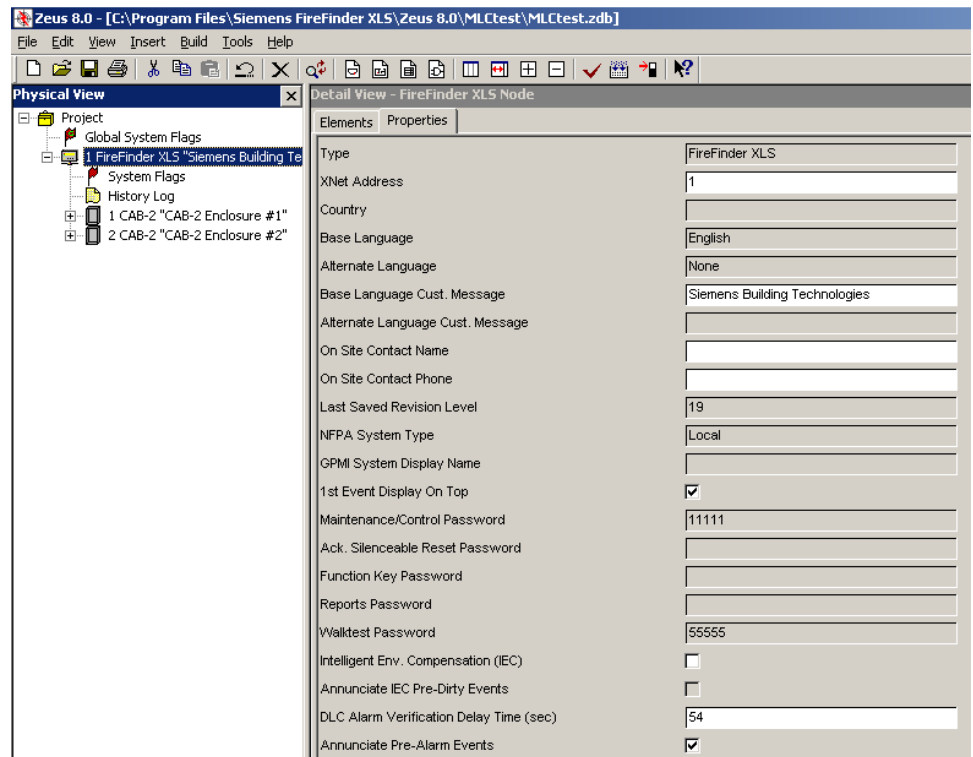 Zeus 8.0 - [C:\Program Files\Siemens FireFinder XLS\Zeus 8.0\MLCtest\MLCtest.zdb]
File Edit View Insert Build Tools Help
Physical View
Project
Global System Flags
1 FireFinder XLS "Siemens Building Te
System Flags
History Log
1 CAB-2 "CAB-2 Enclosure #1"
2 CAB-2 "CAB-2 Enclosure #2"
Detail View - FireFinder XLS Node
Elements Properties
Type FireFinder XLS
XNet Address 1
Country
Base Language English
Alternate Language None
Base Language Cust. Message Siemens Building Technologies
Alternate Language Cust. Message
On Site Contact Name
On Site Contact Phone
Last Saved Revision Level 19
NFPA System Type Local
GPMI System Display Name
1st Event Display On Top
Maintenance/Control Password 11111
Ack. Silenceable Reset Password
Function Key Password
Reports Password
Walktest Password 55555
Intelligent Env. Compensation (IEC)
Annunciate IEC Pre-Dirty Events
DLC Alarm Verification Delay Time (sec) 54
Annunciate Pre-Alarm Events